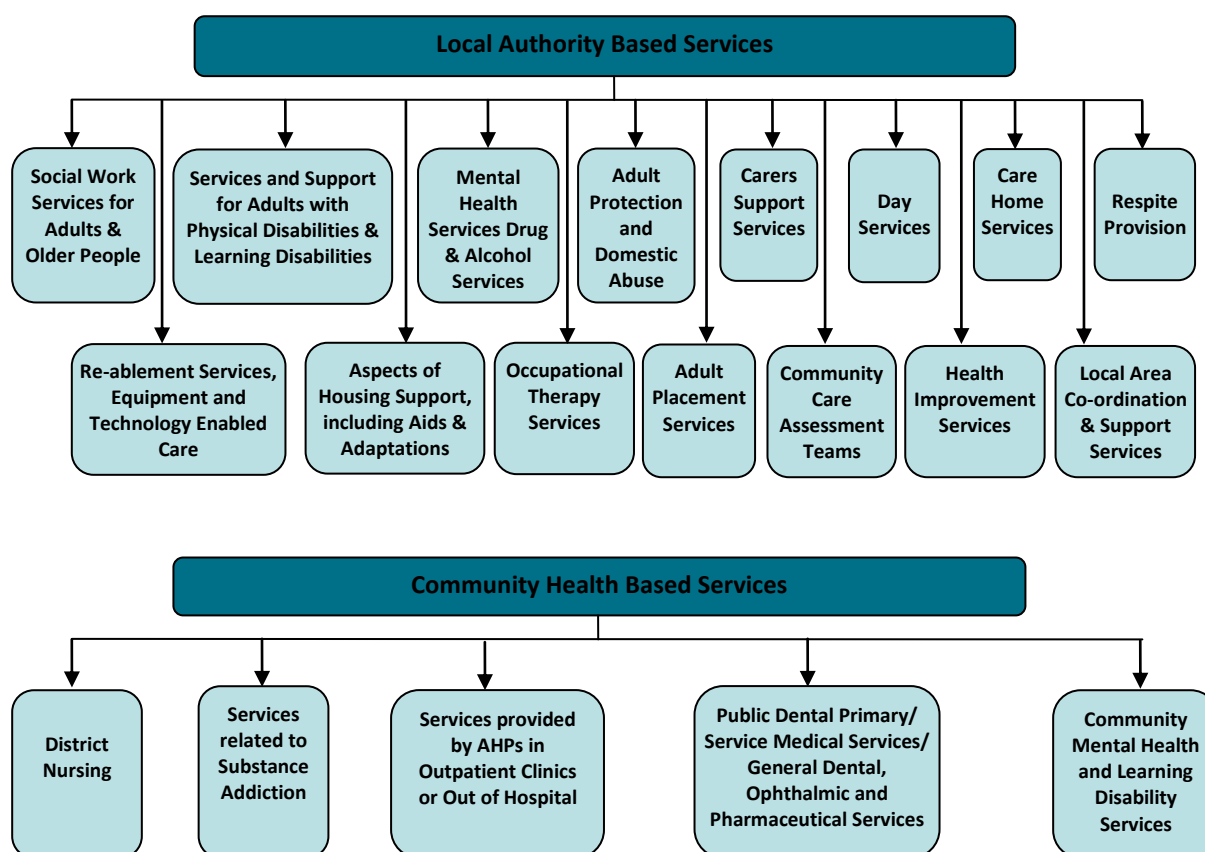 Local Authority Based Services
Social Work
Services for
Adults &
Older People
Services and Support
for Adults with
Physical Disabilities &
Learning Disabilities
Mental
Health
Services Drug
& Alcohol
Services
Adult
Protection
and
Domestic
Abuse
Carers
Support
Services
Day
Services
Care
Home
Services
Respite
Provision
Re-ablement Services,
Equipment and
Technology Enabled
Care
Aspects of
Housing Support,
including Aids &
Adaptations
Occupational
Therapy
Services
Adult
Placement
Services
Community
Care
Assessment
Teams
Health
Improvement
Services
Local Area
Co-ordination
& Support
Services
Community Health Based Services
District
Nursing
Services
related to
Substance
Addiction
Services provided
by AHPs in
Outpatient Clinics
or Out of Hospital
Public Dental Primary/
Service Medical Services/
General Dental,
Ophthalmic and
Pharmaceutical Services
Community
Mental Health
and Learning
Disability
Services